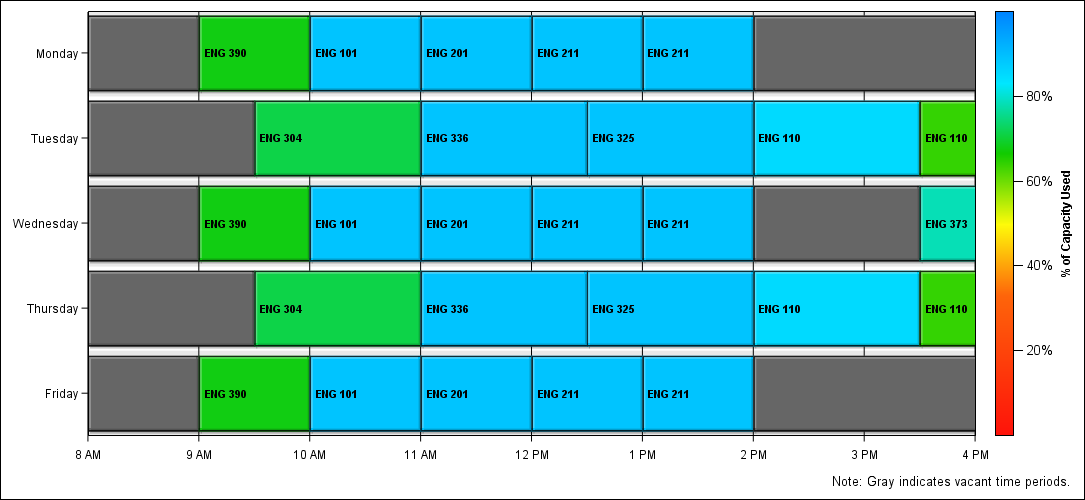 Monday
ENG 390
ENG 101
ENG 201
ENG 211
ENG 211
Tuesday
ENG 304
ENG 336
ENG 325
ENG 110
ENG 110
Wednesday
ENG 390
ENG 101
ENG 201
ENG 211
ENG 211
ENG 373
Thursday
ENG 304
ENG 336
ENG 325
ENG 110
ENG 110
Friday
ENG 390
ENG 101
ENG 201
ENG 211
ENG 211
8 AM
9 AM
10 AM
11 AM
12 PM
1 PM
2 PM
3 PM
4 PM
80%
60%
40%
20%
% of Capacity Used
Note: Gray indicates vacant time periods.